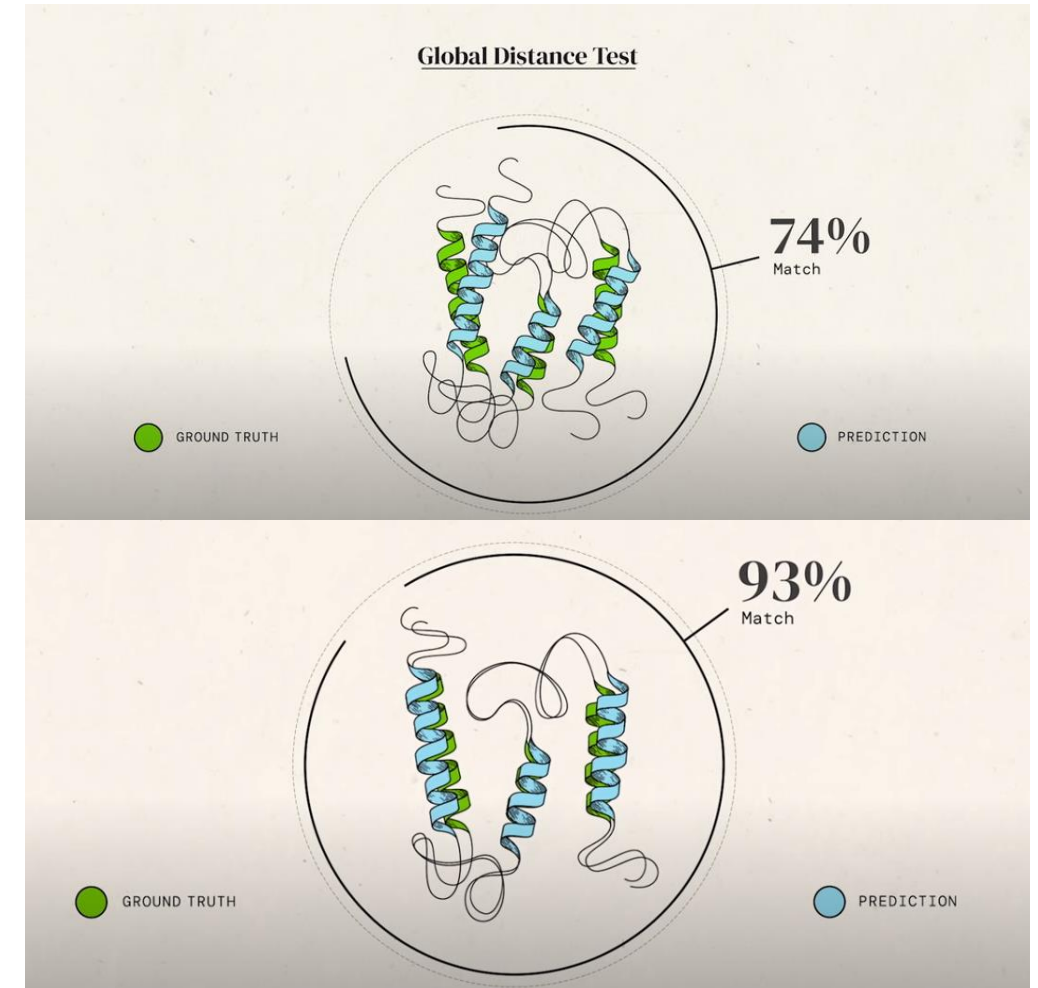 Global Distance Test
74%
Match
GROUND TRUTH
PREDICTION
93%
Match
GROUND TRUTH
PREDICTION